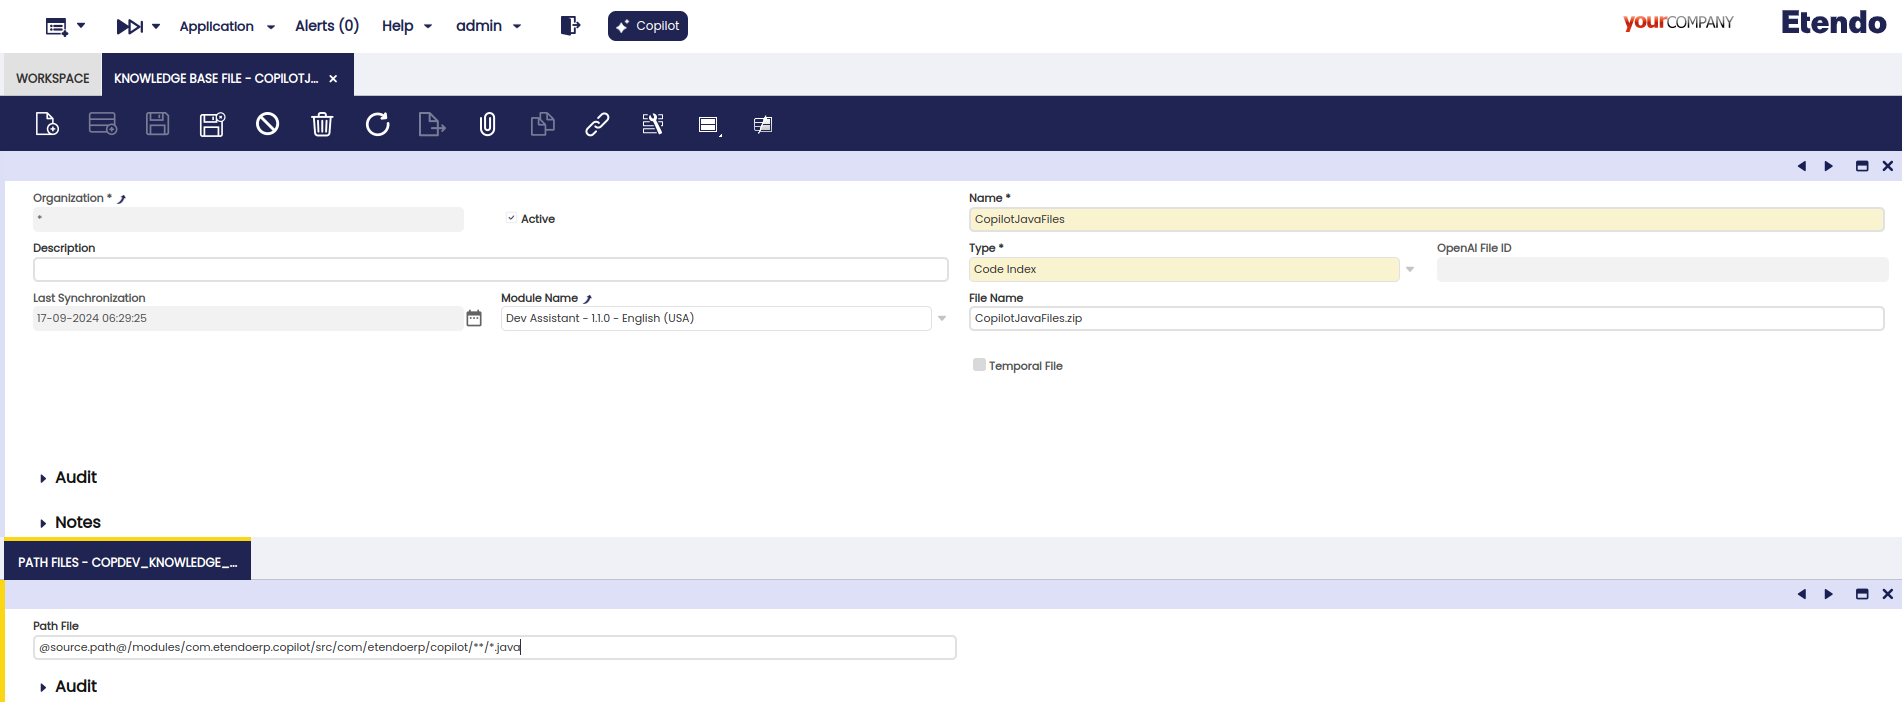 Application Alerts (0) Help admin Copilot yourCOMPANY Etendo
WORKSPACE KNOWLEDGE BASE FILE - COPILOTJ...
Organization * Name *
* Active CopilotJavaFiles
Description Type * OpenAI File ID
Code Index
Last Synchronization Module Name File Name
17-09-2024 06:29:25 Dev Assistant - 1.1.0 - English (USA) CopilotJavaFiles.zip
Temporal File
Audit
Notes
PATH FILES - COPDEV_KNOWLEDGE_...
Path File
@source.path@/modules/com.etendoerp.copilot/src/com/etendoerp/copilot/**/*.java
Audit